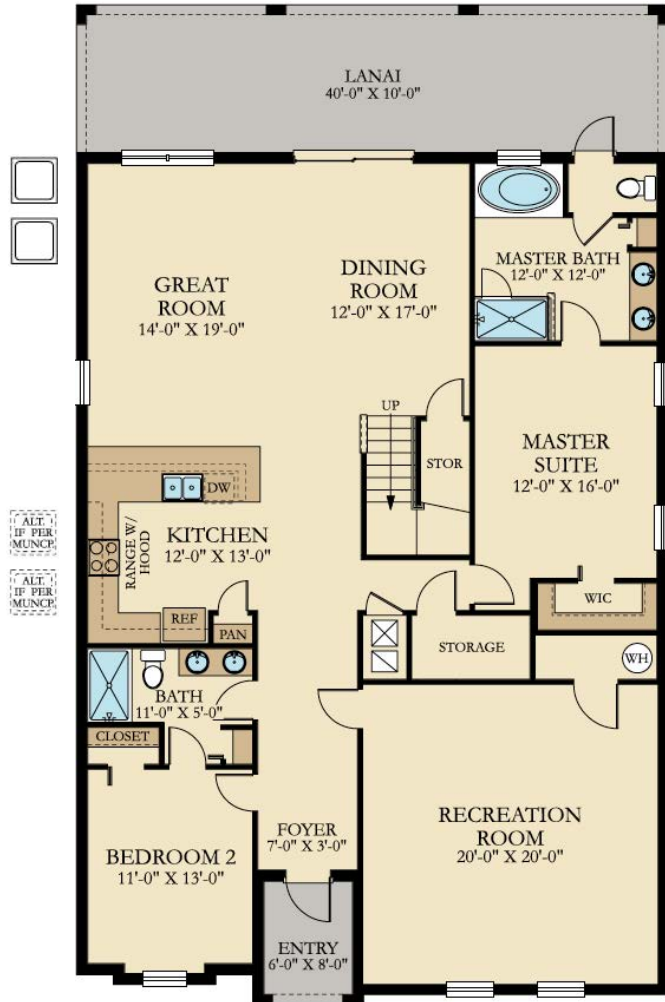 LANAI
40'-0" X 10'-0"
GREAT
ROOM
14'-0" X 19'-0"
DINING
ROOM
12'-0" X 17'-0"
MASTER BATH
12'-0" X 12'-0"
UP
STOR
MASTER
SUITE
12'-0" X 16'-0"
DW
KITCHEN
12'-0" X 13'-0"
RANGE W/
HOOD
ALT.
IF PER
MUNCP.
ALT.
IF PER
MUNCP.
REF
PAN
WIC
STORAGE
WH
BATH
11'-0" X 5'-0"
CLOSET
BEDROOM 2
11'-0" X 13'-0"
FOYER
7'-0" X 3'-0"
RECREATION
ROOM
20'-0" X 20'-0"
ENTRY
6'-0" X 8'-0"